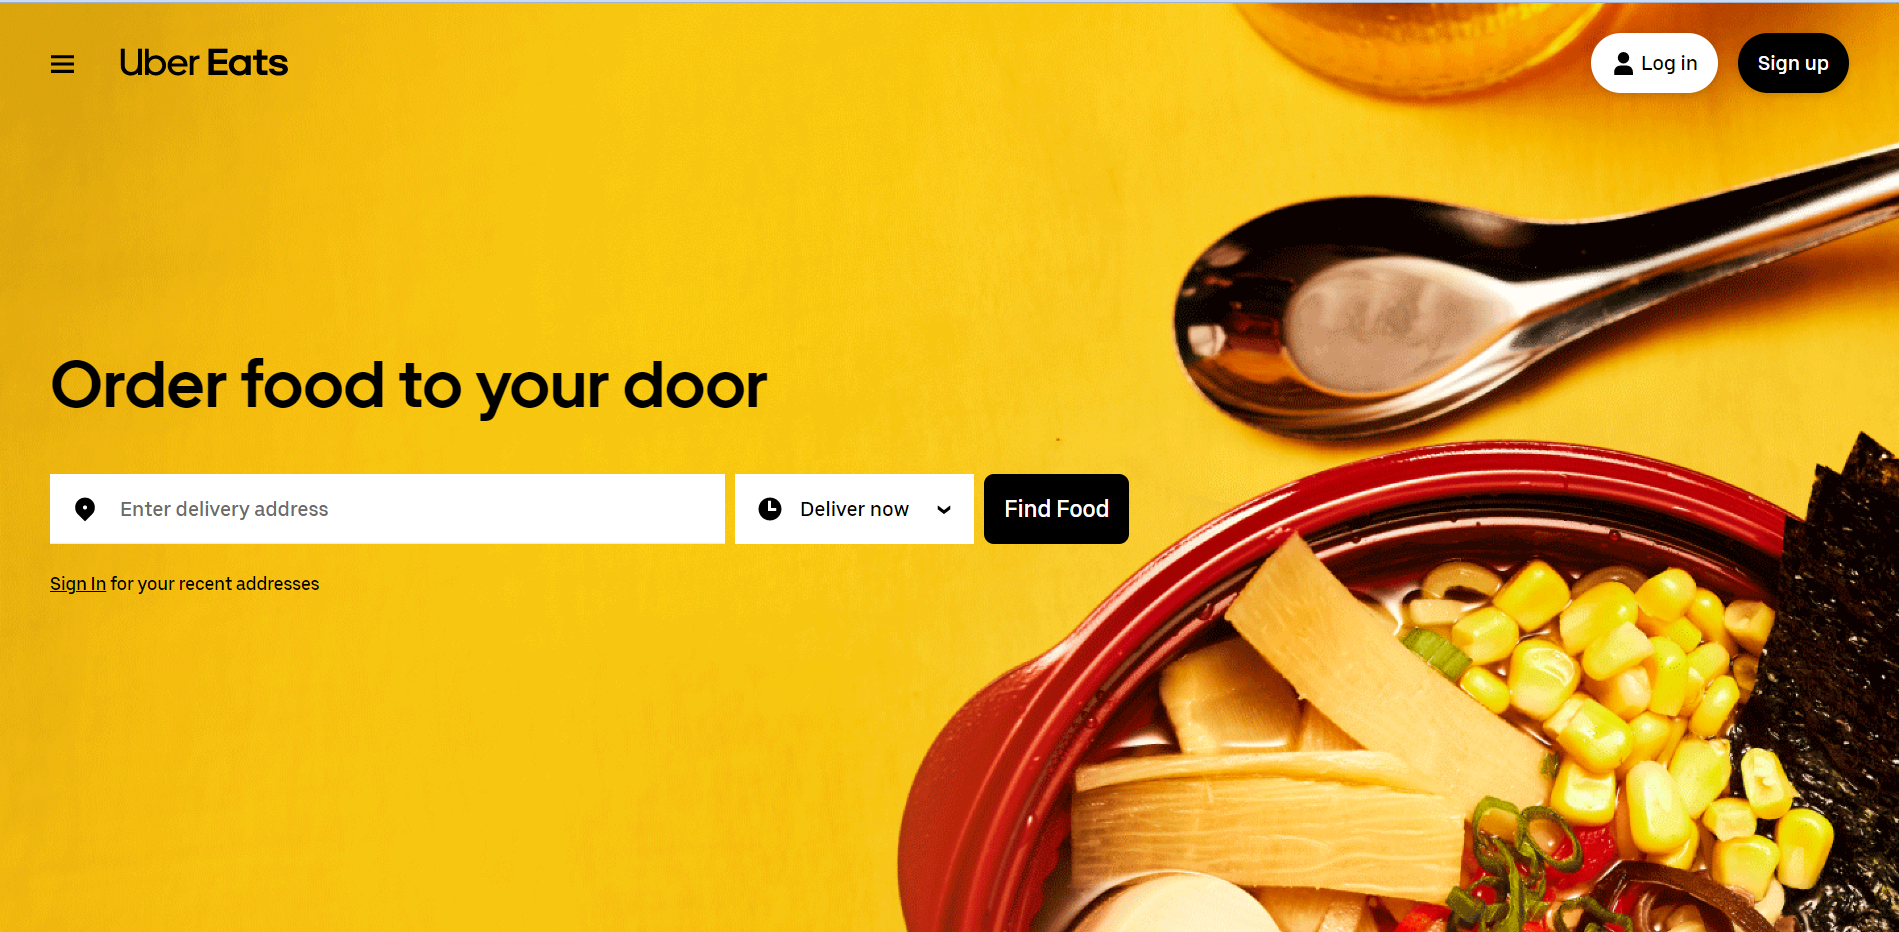 Uber Eats
Log in
Sign up
Order food to your door
Enter delivery address
Deliver now
Find Food
Sign In for your recent addresses